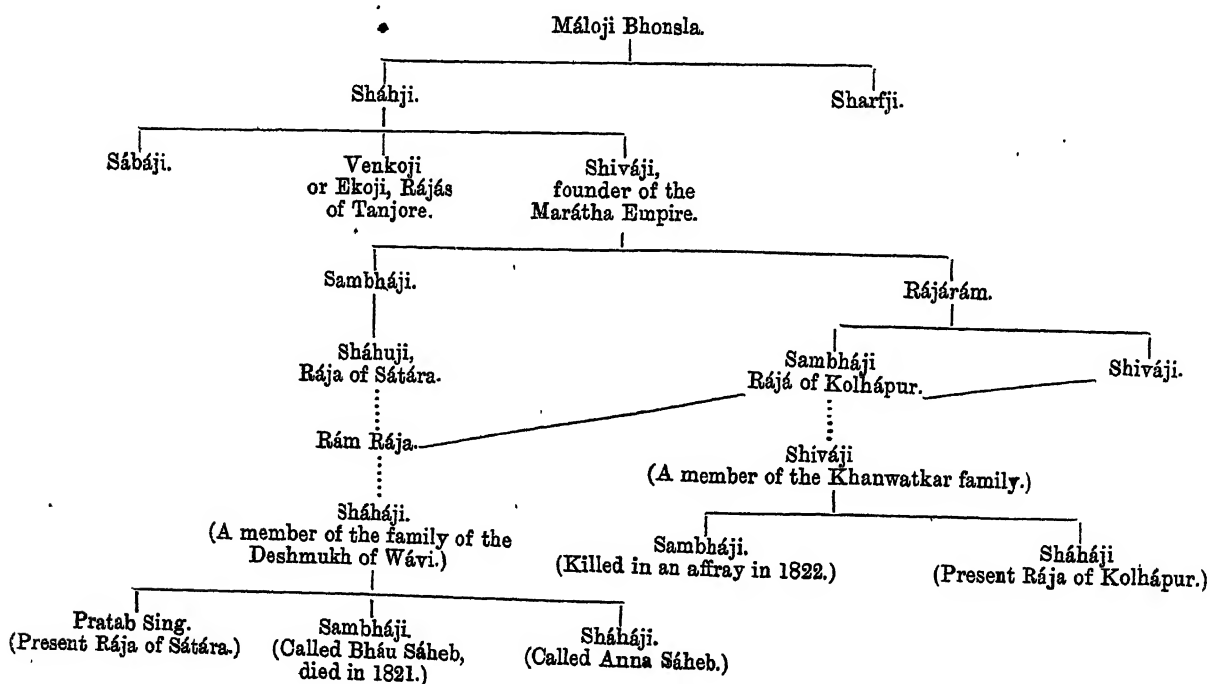 Máloji Bhonsla.
Sháhji.
Sharfji.
Sábáji.
Venkoji
or Ekoji, Rájás
of Tanjore.
Shiváji,
founder of the
Marátha Empire.
Sambháji.
Rájárám.
Sháhuji,
Rája of Sátára.
Sambháji
Rájá of Kolhápur.
Shiváji.
Rám Rája.
Shiváji
(A member of the Khanwatkar family.)
Sháháji.
(A member of the family of the
Deshmukh of Wávi.)
Sambháji.
(Killed in an affray in 1822.)
Sháháji
(Present Rája of Kolhápur.)
Pratab Sing.
(Present Rája of Sátára.)
Sambháji.
(Called Bháu Sáheb,
died in 1821.)
Sháháji.
(Called Anna Sáheb.)